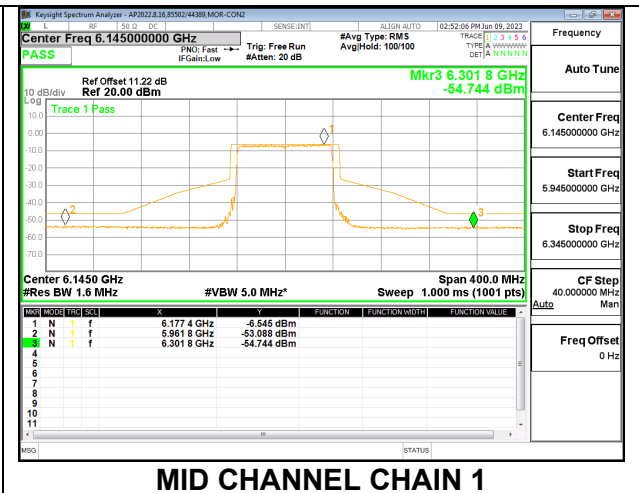 Keysight Spectrum Analyzer - AP2022.8.16,85502/44389,MOR-CON2
L RF 50 Ω DC SENSE:INT ALIGN AUTO 02:52:06 PM Jun 09, 2023
Center Freq 6.145000000 GHz
PASS
PNO: Fast
IFGain:Low
Trig: Free Run
#Atten: 20 dB
#Avg Type: RMS
Avg|Hold: 100/100
TRACE 1 2 3 4 5 6
TYPE A WWWWW
DET A N N N N N
Ref Offset 11.22 dB
10 dB/div Ref 20.00 dBm
Mkr3 6.301 8 GHz
-54.744 dBm
Log
Trace 1 Pass
10.0
0.00
-10.0
-20.0
-30.0
-40.0
-50.0
-60.0
-70.0
1
2
3
Center 6.1450 GHz Span 400.0 MHz
#Res BW 1.6 MHz #VBW 5.0 MHz* Sweep 1.000 ms (1001 pts)
MKR MODE TRC SCL X Y FUNCTION FUNCTION WIDTH FUNCTION VALUE
1 N 1 f 6.177 4 GHz -6.545 dBm
2 N 1 f 5.961 8 GHz -53.088 dBm
3 N 1 f 6.301 8 GHz -54.744 dBm
4
5
6
7
8
9
10
11
MSG STATUS
Frequency
Auto Tune
Center Freq
6.145000000 GHz
Start Freq
5.945000000 GHz
Stop Freq
6.345000000 GHz
CF Step
40.000000 MHz
Auto Man
Freq Offset
0 Hz
MID CHANNEL CHAIN 1